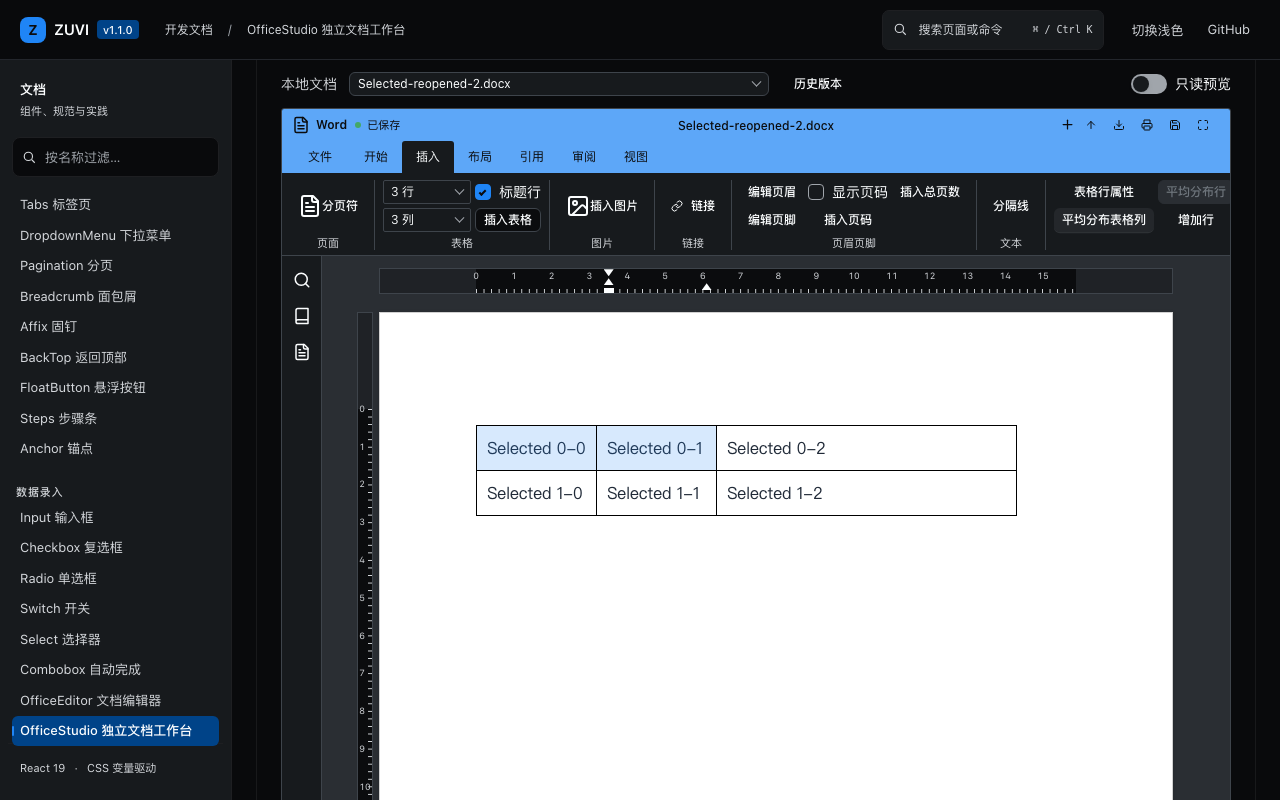 Z ZUVI v1.1.0 开发文档 / OfficeStudio 独立文档工作台 搜索页面或命令 ⌘ / Ctrl K 切换浅色 GitHub
文档
组件、规范与实践
按名称过滤...
Tabs 标签页
DropdownMenu 下拉菜单
Pagination 分页
Breadcrumb 面包屑
Affix 固钉
BackTop 返回顶部
FloatButton 悬浮按钮
Steps 步骤条
Anchor 锚点
数据录入
Input 输入框
Checkbox 复选框
Radio 单选框
Switch 开关
Select 选择器
Combobox 自动完成
OfficeEditor 文档编辑器
OfficeStudio 独立文档工作台
React 19 · CSS 变量驱动
本地文档 Selected-reopened-2.docx 历史版本 只读预览
Word 已保存 Selected-reopened-2.docx
文件 开始 插入 布局 引用 审阅 视图
分页符
页面
3 行 标题行
3 列 插入表格
表格
插入图片
图片
链接
链接
编辑页眉 显示页码 插入总页数
编辑页脚 插入页码
页眉页脚
分隔线
文本
表格行属性 平均分布行
平均分布表格列 增加行
0 1 2 3 4 5 6 7 8 9 10 11 12 13 14 15
0
1
2
3
4
5
6
7
8
9
10
Selected 0-0 Selected 0-1 Selected 0-2
Selected 1-0 Selected 1-1 Selected 1-2